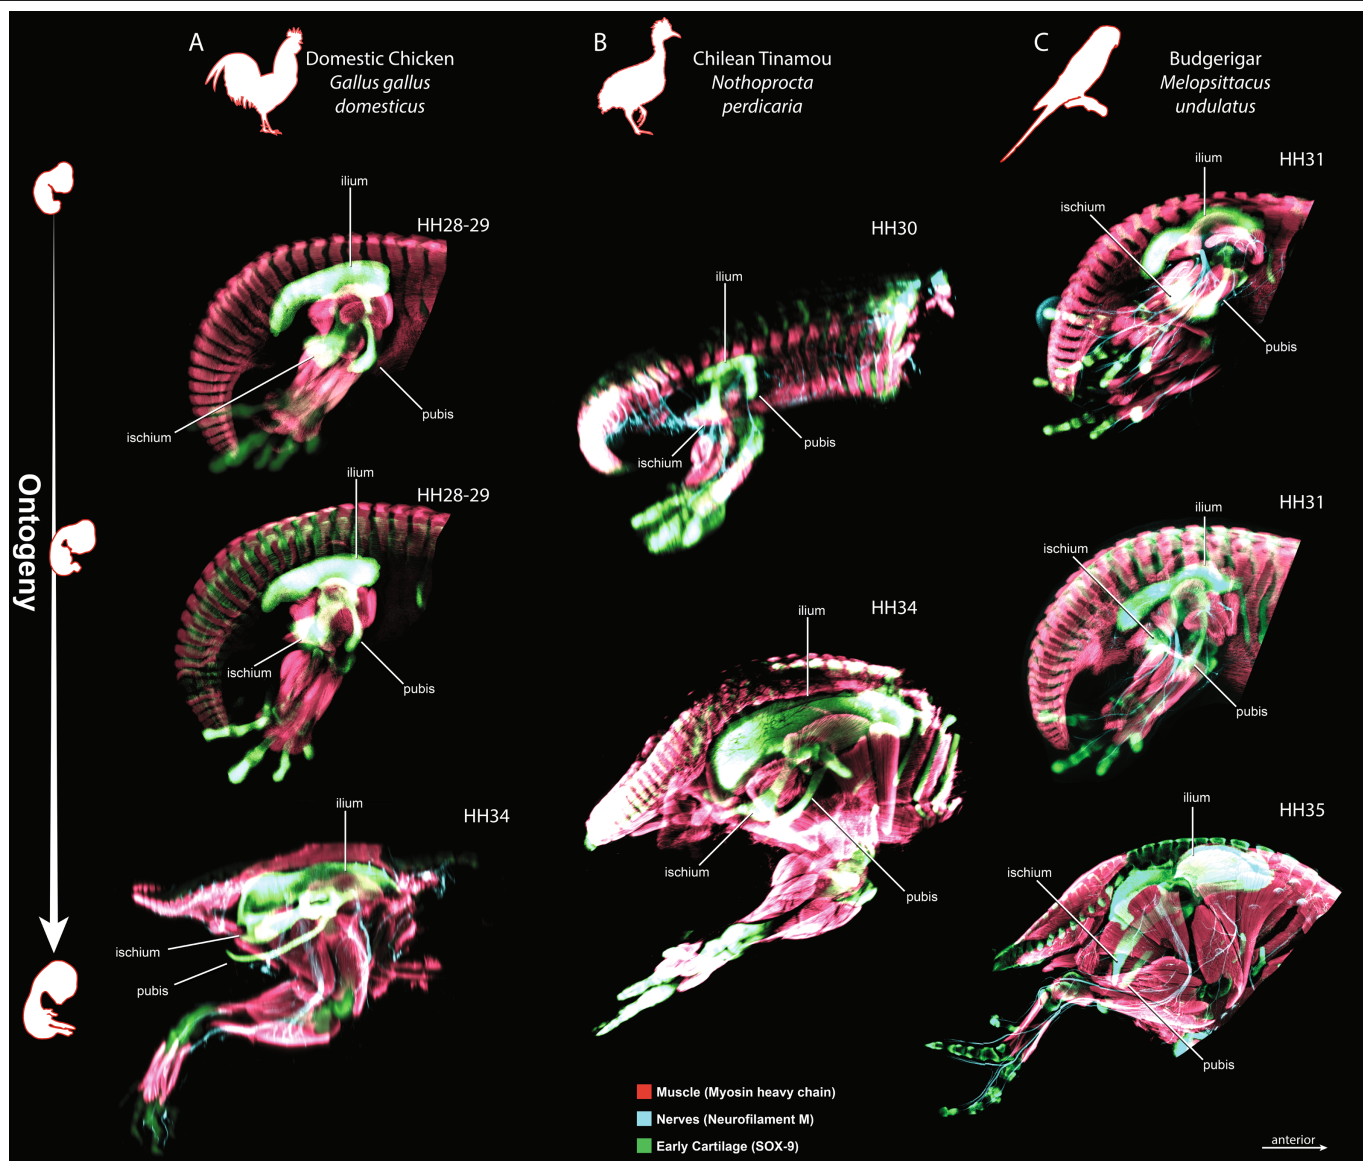 A
Domestic Chicken
Gallus gallus
domesticus
B
Chilean Tinamou
Nothoprocta
perdicaria
C
Budgerigar
Melopsittacus
undulatus
Ontogeny
ilium
HH28-29
ischium
pubis
ilium
HH28-29
ischium
pubis
ilium
HH34
ischium
pubis
HH30
ilium
ischium
pubis
ilium
HH34
ischium
pubis
ilium
HH31
ischium
pubis
ilium
HH31
ischium
pubis
ilium
HH35
ischium
pubis
Muscle (Myosin heavy chain)
Nerves (Neurofilament M)
Early Cartilage (SOX-9)
anterior